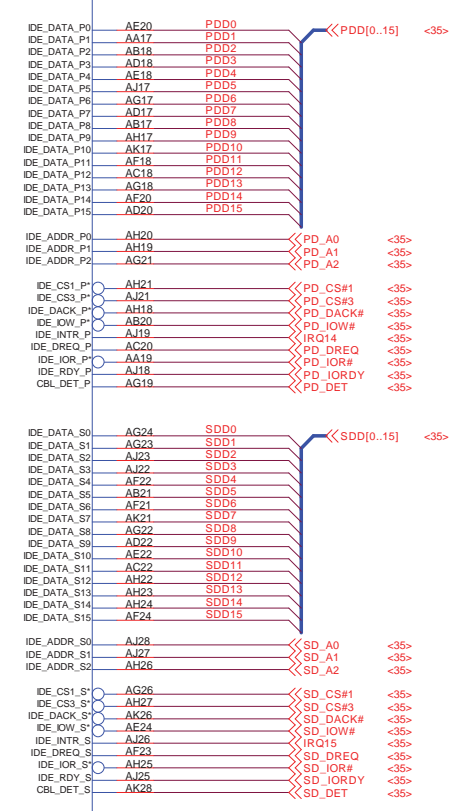 IDE_DATA_P0 AE20 PDD0 PDD[0..15] <35>
IDE_DATA_P1 AA17 PDD1
IDE_DATA_P2 AB18 PDD2
IDE_DATA_P3 AD18 PDD3
IDE_DATA_P4 AE18 PDD4
IDE_DATA_P5 AJ17 PDD5
IDE_DATA_P6 AG17 PDD6
IDE_DATA_P7 AD17 PDD7
IDE_DATA_P8 AB17 PDD8
IDE_DATA_P9 AH17 PDD9
IDE_DATA_P10 AK17 PDD10
IDE_DATA_P11 AF18 PDD11
IDE_DATA_P12 AC18 PDD12
IDE_DATA_P13 AG18 PDD13
IDE_DATA_P14 AF20 PDD14
IDE_DATA_P15 AD20 PDD15
IDE_ADDR_P0 AH20 PD_A0 <35>
IDE_ADDR_P1 AH19 PD_A1 <35>
IDE_ADDR_P2 AG21 PD_A2 <35>
IDE_CS1_P* AH21 PD_CS#1 <35>
IDE_CS3_P* AJ21 PD_CS#3 <35>
IDE_DACK_P* AH18 PD_DACK# <35>
IDE_IOW_P* AB20 PD_IOW# <35>
IDE_INTR_P AJ19 IRQ14 <35>
IDE_DREQ_P AC20 PD_DREQ <35>
IDE_IOR_P* AA19 PD_IOR# <35>
IDE_RDY_P AJ18 PD_IORDY <35>
CBL_DET_P AG19 PD_DET <35>
IDE_DATA_S0 AG24 SDD0 SDD[0..15] <35>
IDE_DATA_S1 AG23 SDD1
IDE_DATA_S2 AJ23 SDD2
IDE_DATA_S3 AJ22 SDD3
IDE_DATA_S4 AF22 SDD4
IDE_DATA_S5 AB21 SDD5
IDE_DATA_S6 AF21 SDD6
IDE_DATA_S7 AK21 SDD7
IDE_DATA_S8 AG22 SDD8
IDE_DATA_S9 AD22 SDD9
IDE_DATA_S10 AE22 SDD10
IDE_DATA_S11 AC22 SDD11
IDE_DATA_S12 AH22 SDD12
IDE_DATA_S13 AH23 SDD13
IDE_DATA_S14 AH24 SDD14
IDE_DATA_S15 AF24 SDD15
IDE_ADDR_S0 AJ28 SD_A0 <35>
IDE_ADDR_S1 AJ27 SD_A1 <35>
IDE_ADDR_S2 AH26 SD_A2 <35>
IDE_CS1_S* AG26 SD_CS#1 <35>
IDE_CS3_S* AH27 SD_CS#3 <35>
IDE_DACK_S* AK26 SD_DACK# <35>
IDE_IOW_S* AE24 SD_IOW# <35>
IDE_INTR_S AJ26 IRQ15 <35>
IDE_DREQ_S AF23 SD_DREQ <35>
IDE_IOR_S* AH25 SD_IOR# <35>
IDE_RDY_S AJ25 SD_IORDY <35>
CBL_DET_S AK28 SD_DET <35>